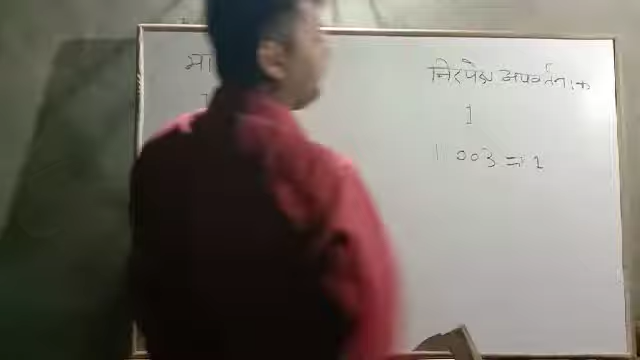 मा
निरपेक्ष अपवर्तन :→
1
1.003 = 1